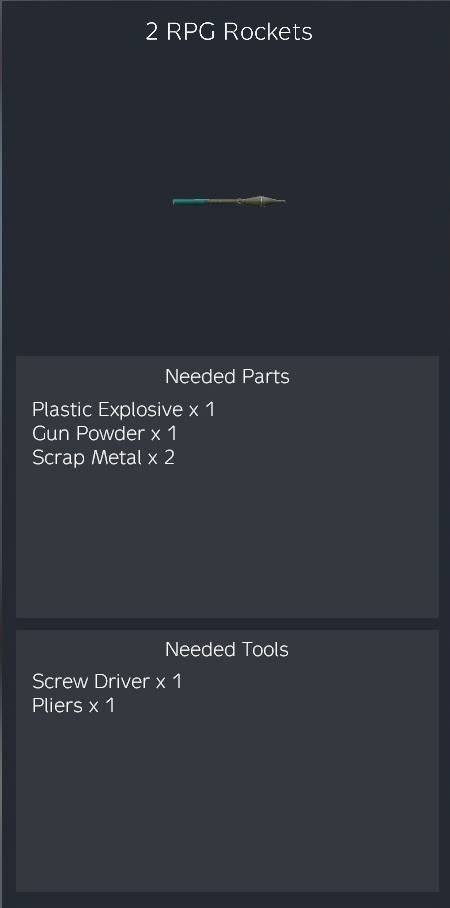 2 RPG Rockets
Needed Parts
Plastic Explosive x 1
Gun Powder x 1
Scrap Metal x 2
Needed Tools
Screw Driver x 1
Pliers x 1